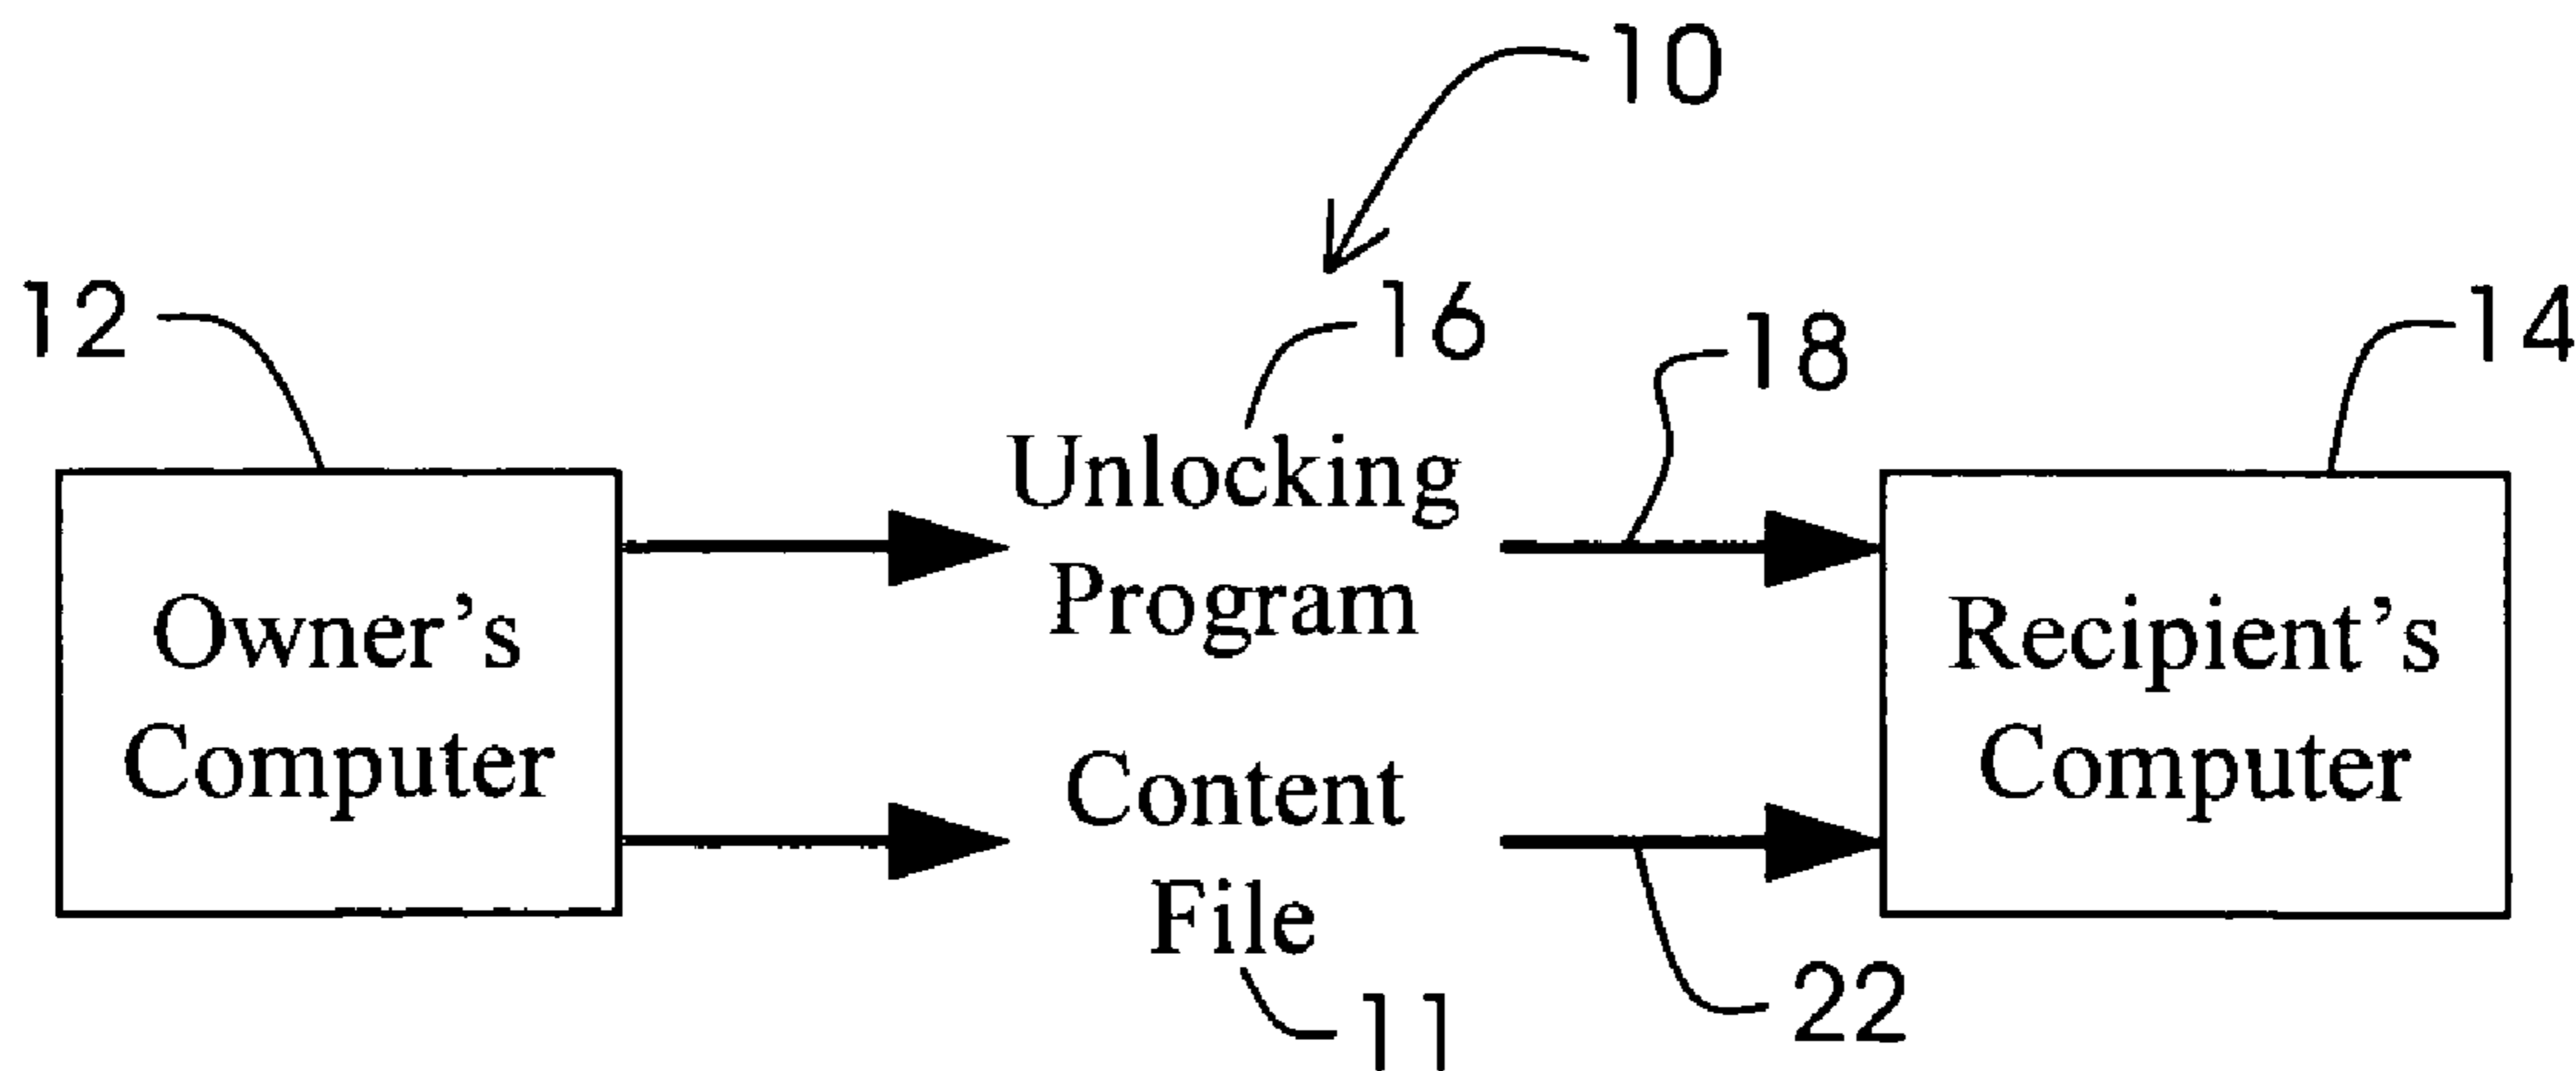 10
12
16
18
14
Unlocking
Program
Owner's
Computer
Recipient's
Computer
Content
File
11
22